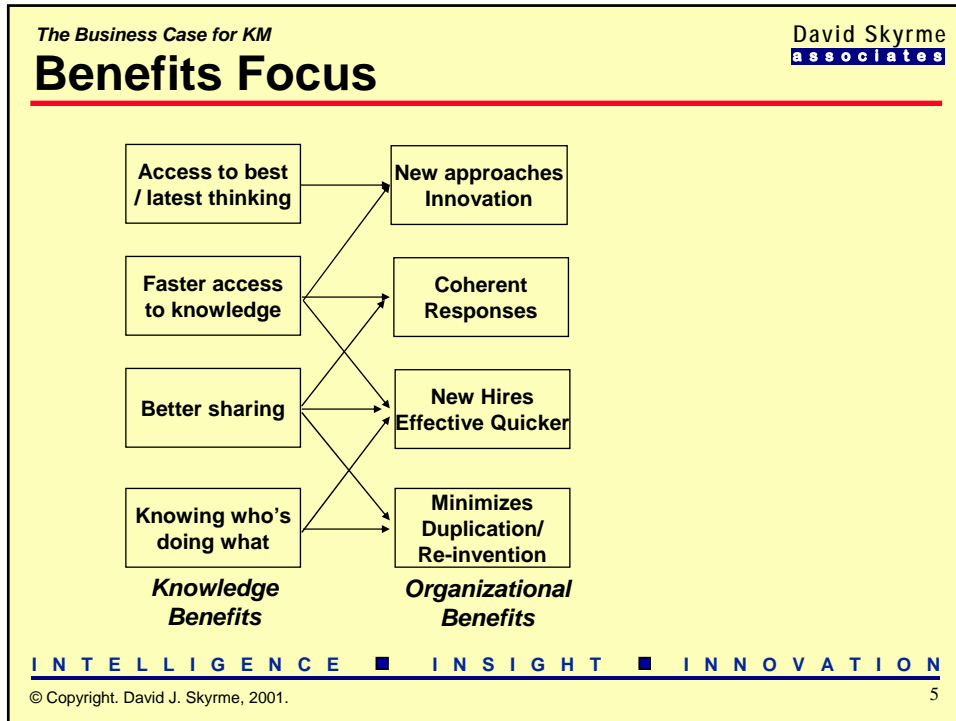 The Business Case for KM
David Skyrme
associates
Benefits Focus
Access to best
/ latest thinking
New approaches
Innovation
Faster access
to knowledge
Coherent
Responses
Better sharing
New Hires
Effective Quicker
Knowing who's
doing what
Minimizes
Duplication/
Re-invention
Knowledge
Benefits
Organizational
Benefits
INTELLIGENCE ■ INSIGHT ■ INNOVATION
© Copyright. David J. Skyrme, 2001.
5